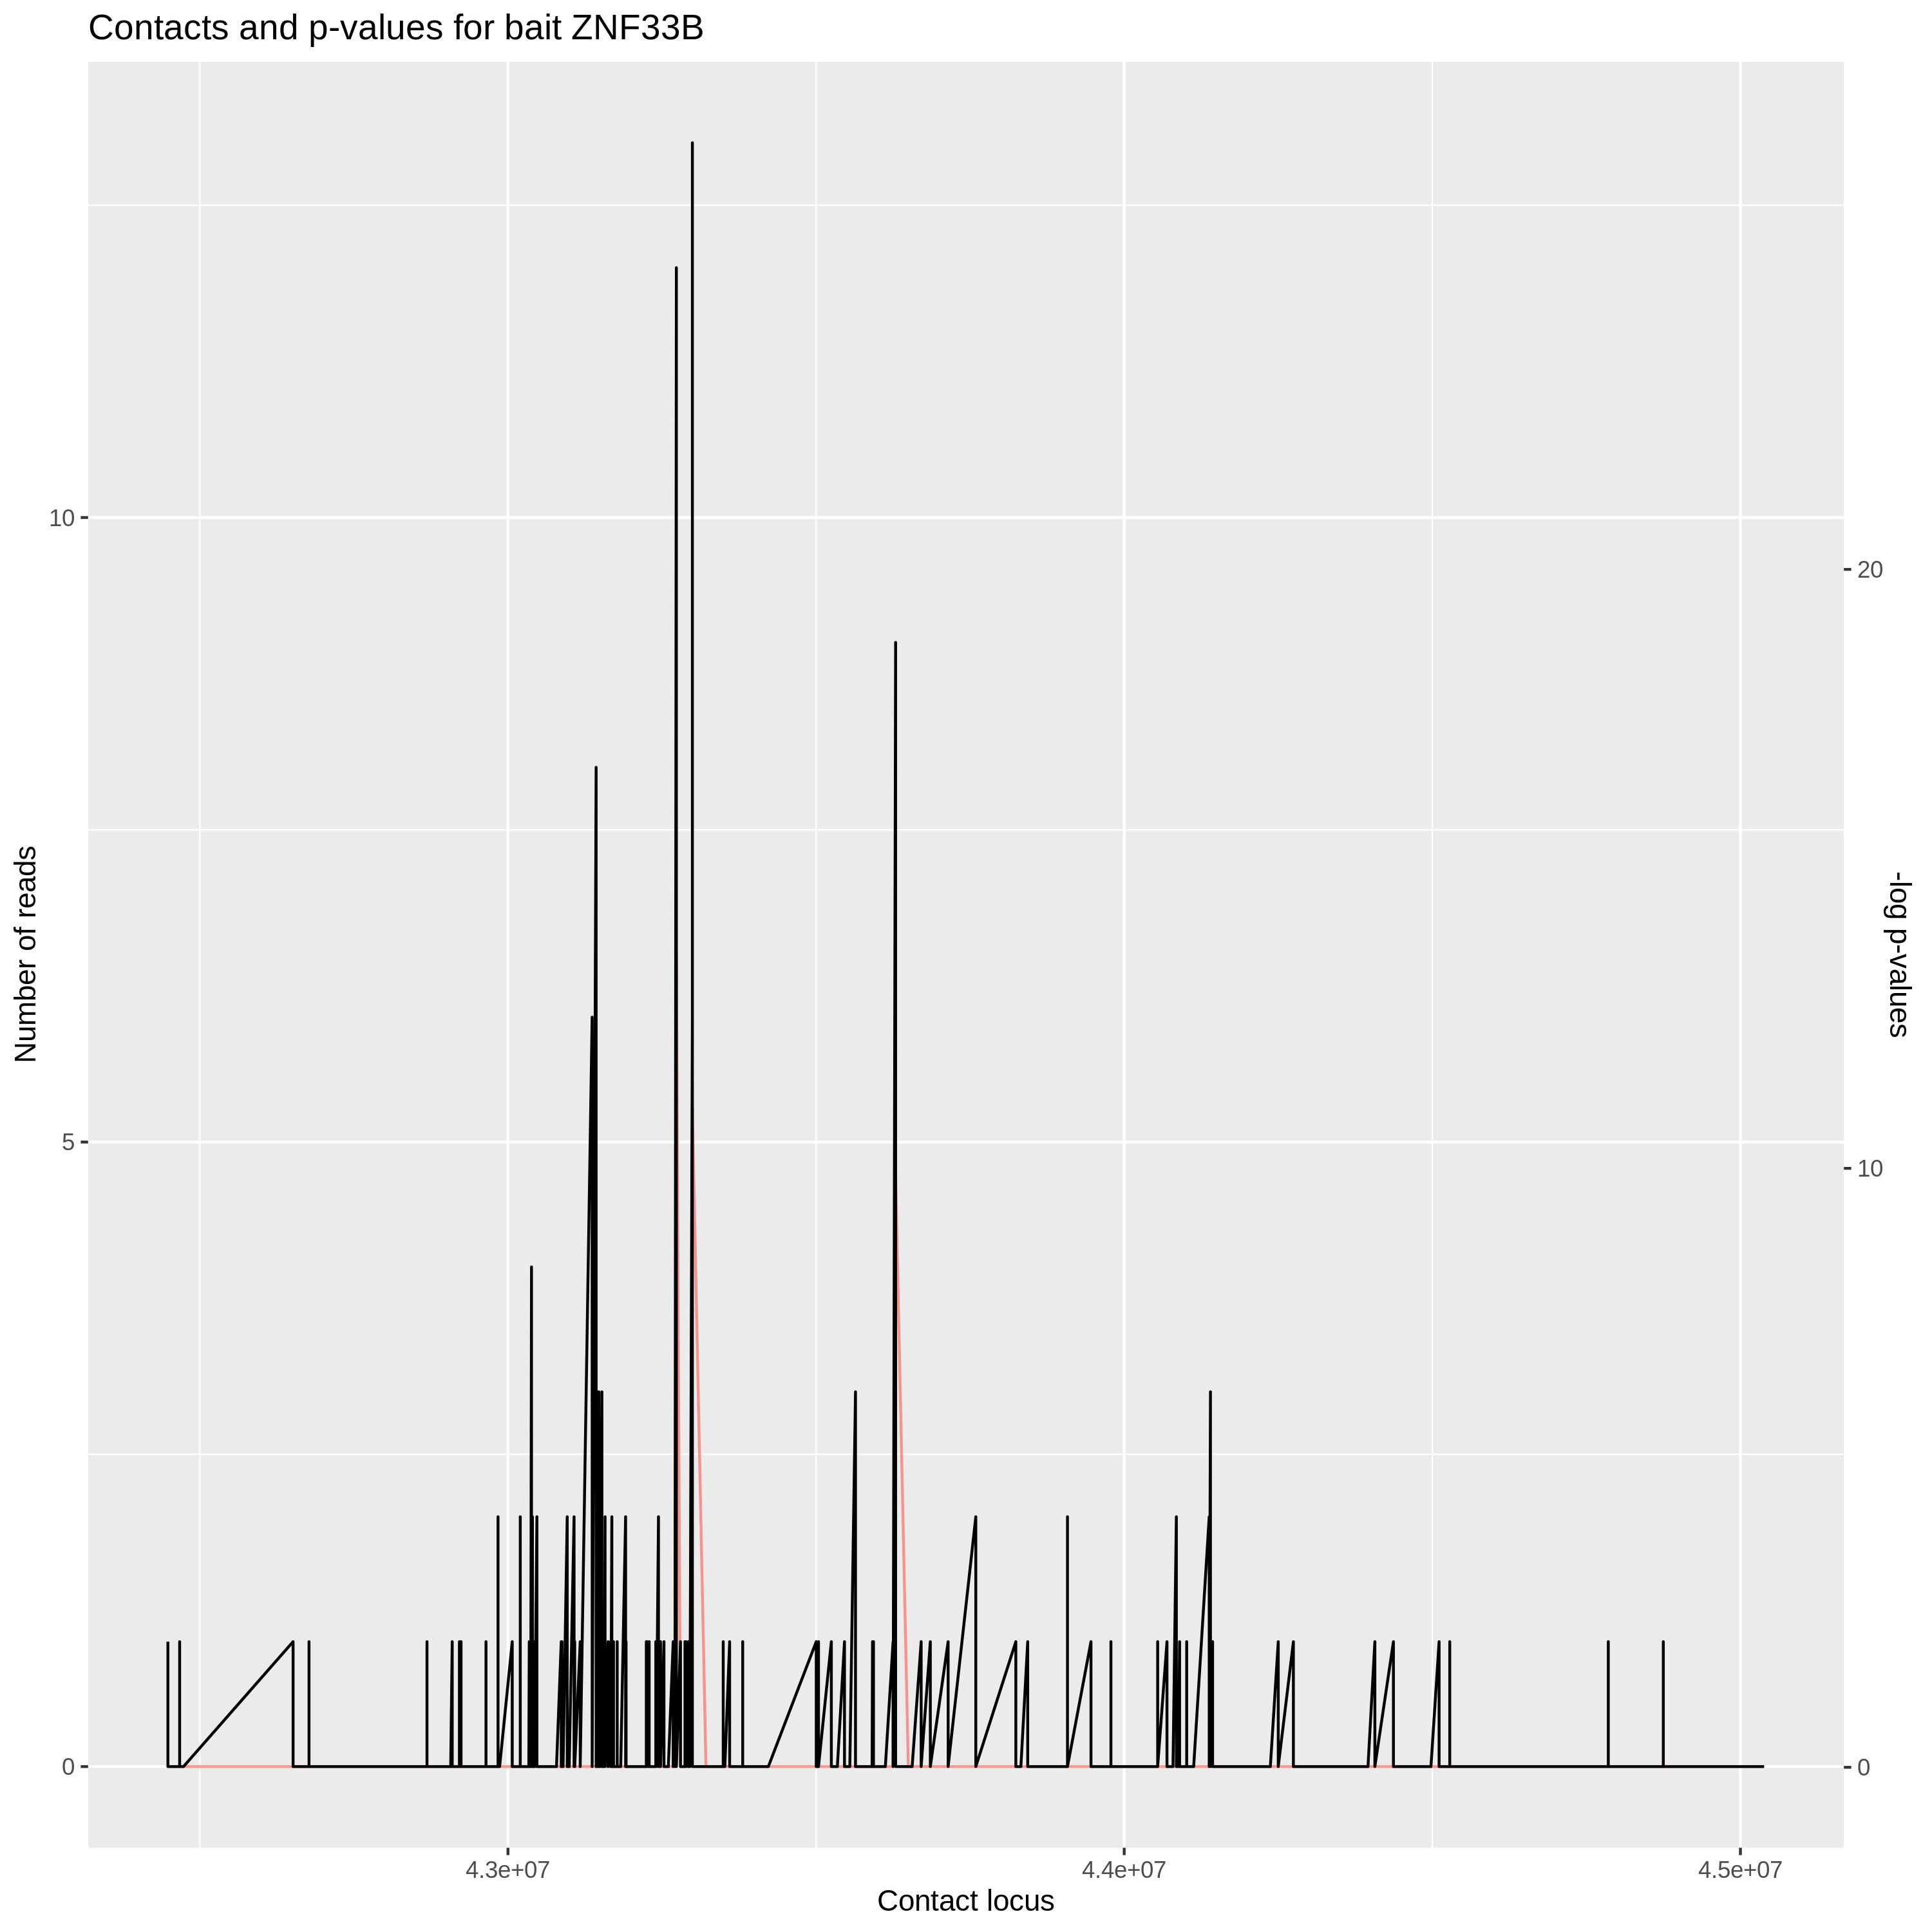 Contacts and p-values for bait ZNF33B
10
5
0
Number of reads
20
10
0
-log p-values
4.3e+07
4.4e+07
4.5e+07
Contact locus